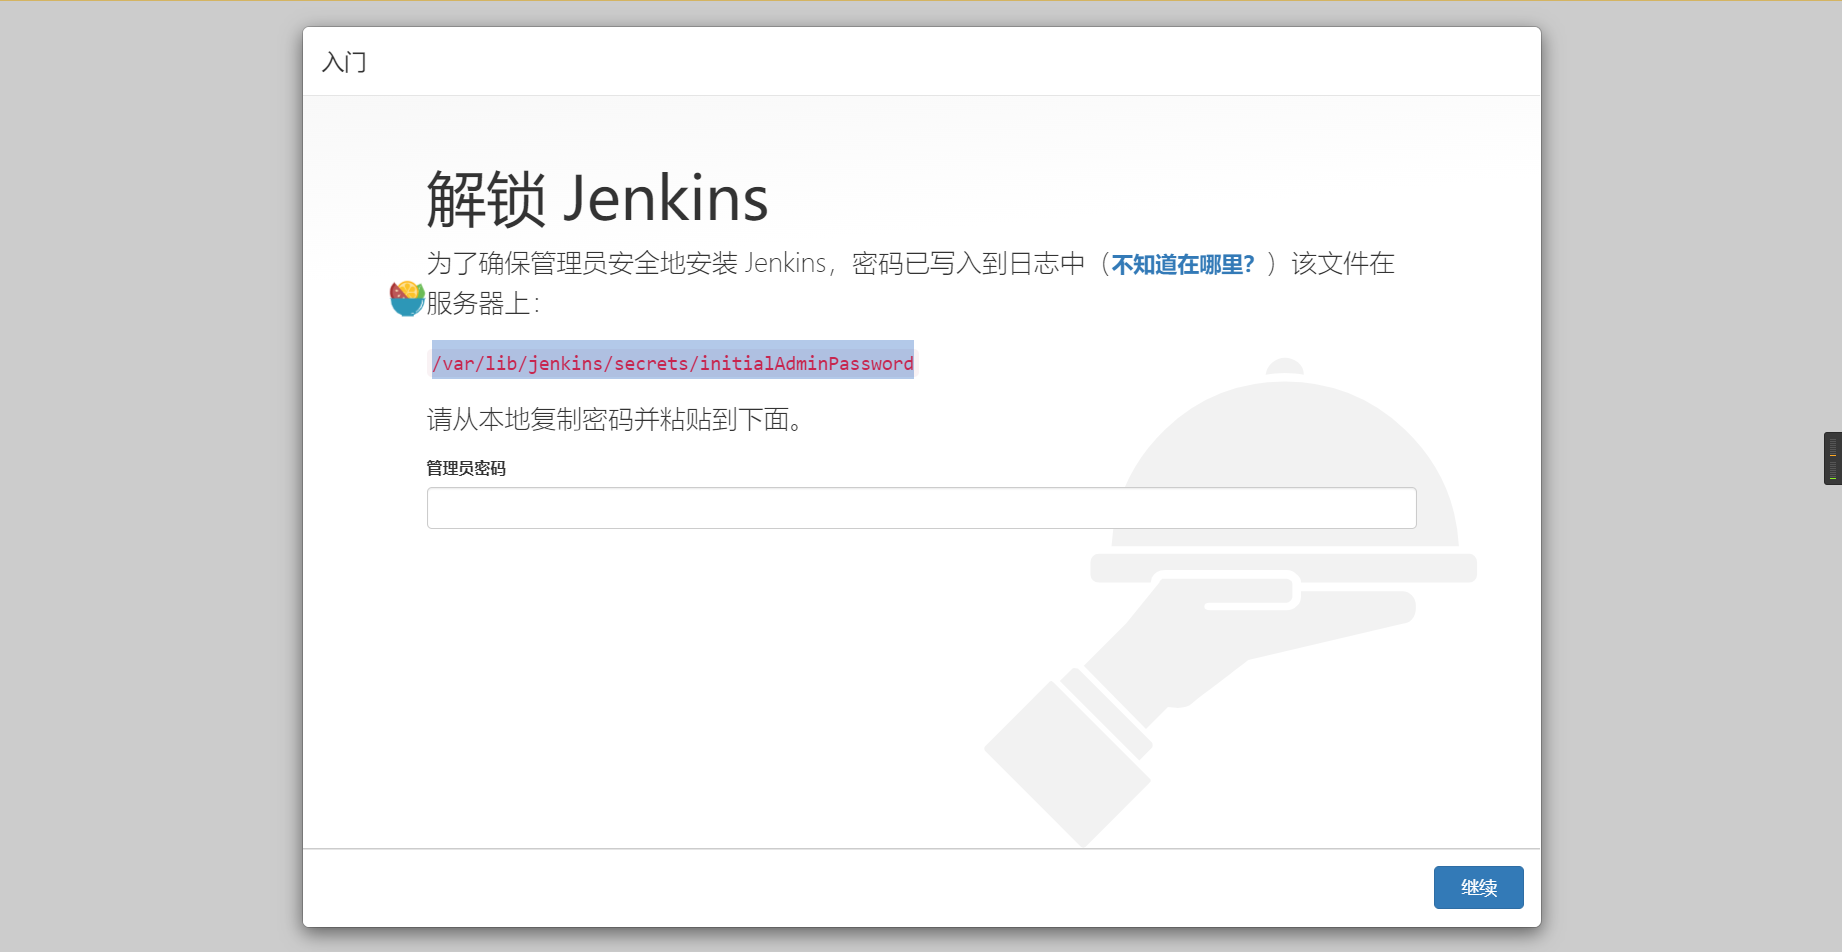 入门
解锁 Jenkins
为了确保管理员安全地安装 Jenkins，密码已写入到日志中（不知道在哪里？）该文件在
服务器上：
/var/lib/jenkins/secrets/initialAdminPassword
请从本地复制密码并粘贴到下面。
管理员密码
继续